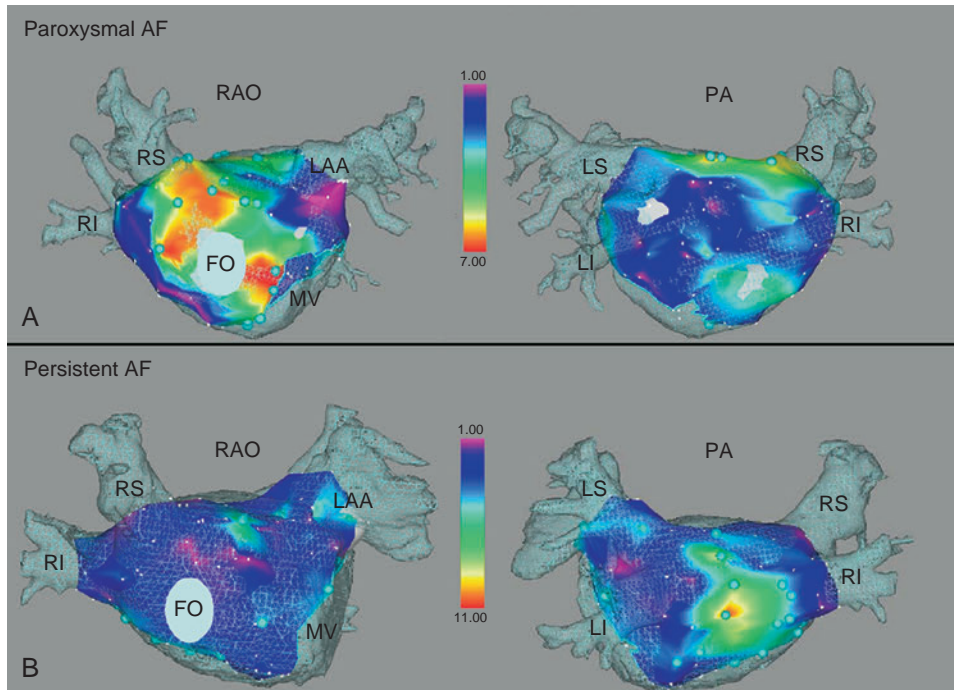 Paroxysmal AF
RAO
PA
1.00
7.00
RS
LAA
RI
FO
MV
LS
RS
RI
LI
A
Persistent AF
RAO
PA
1.00
11.00
RS
LAA
RI
FO
MV
LS
RS
RI
LI
B